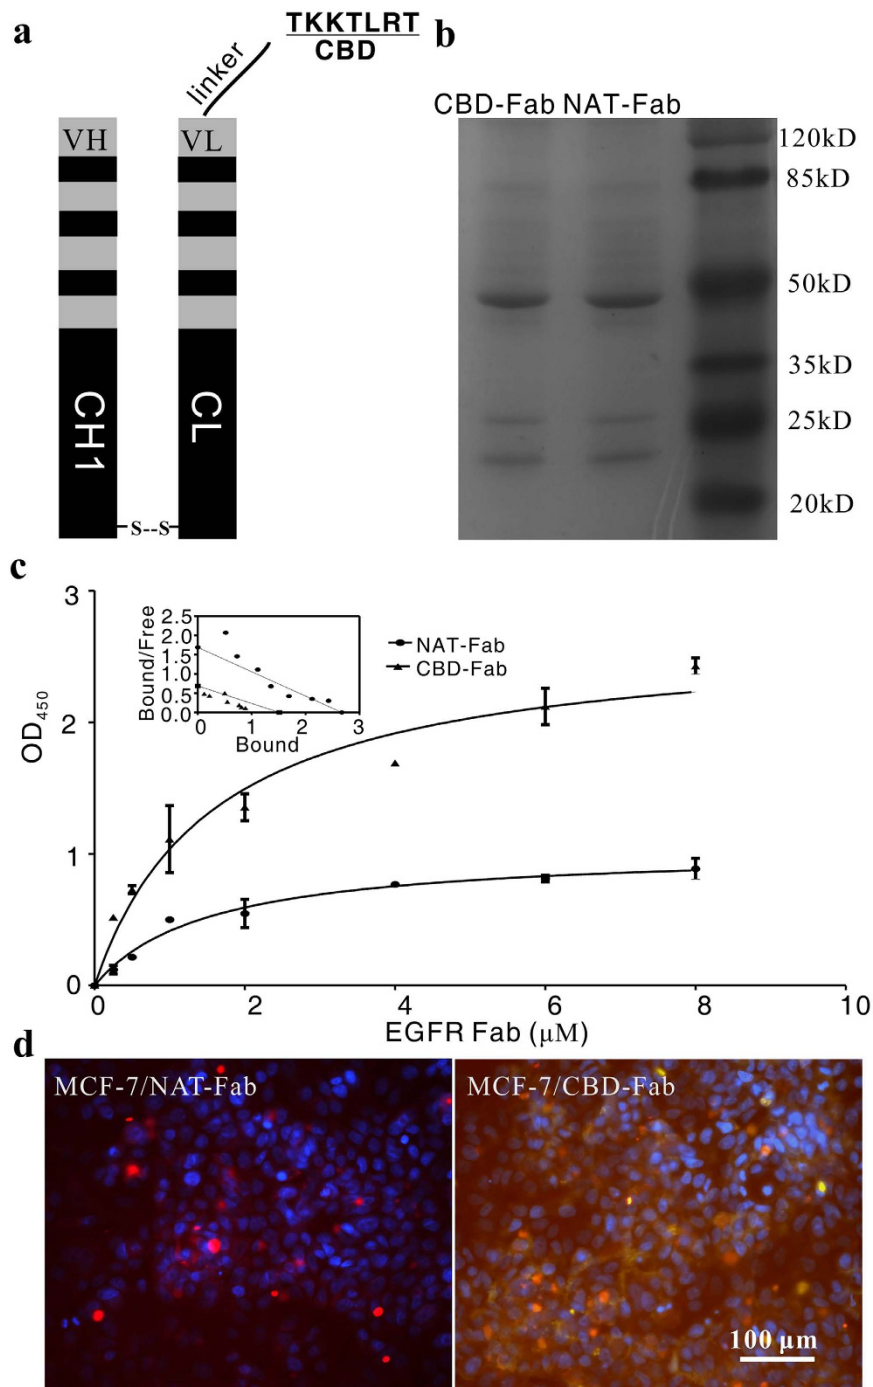 a
TKKTLRT
CBD
linker
VH
VL
CH1
CL
S--S
b
CBD-Fab NAT-Fab
120kD
85kD
50kD
35kD
25kD
20kD
c
3
2
1
0
OD450
2.5
2.0
1.5
1.0
0.5
0.0
Bound/Free
0 1 2 3
Bound
NAT-Fab
CBD-Fab
0 2 4 6 8 10
EGFR Fab (μM)
d
MCF-7/NAT-Fab
MCF-7/CBD-Fab
100 μm